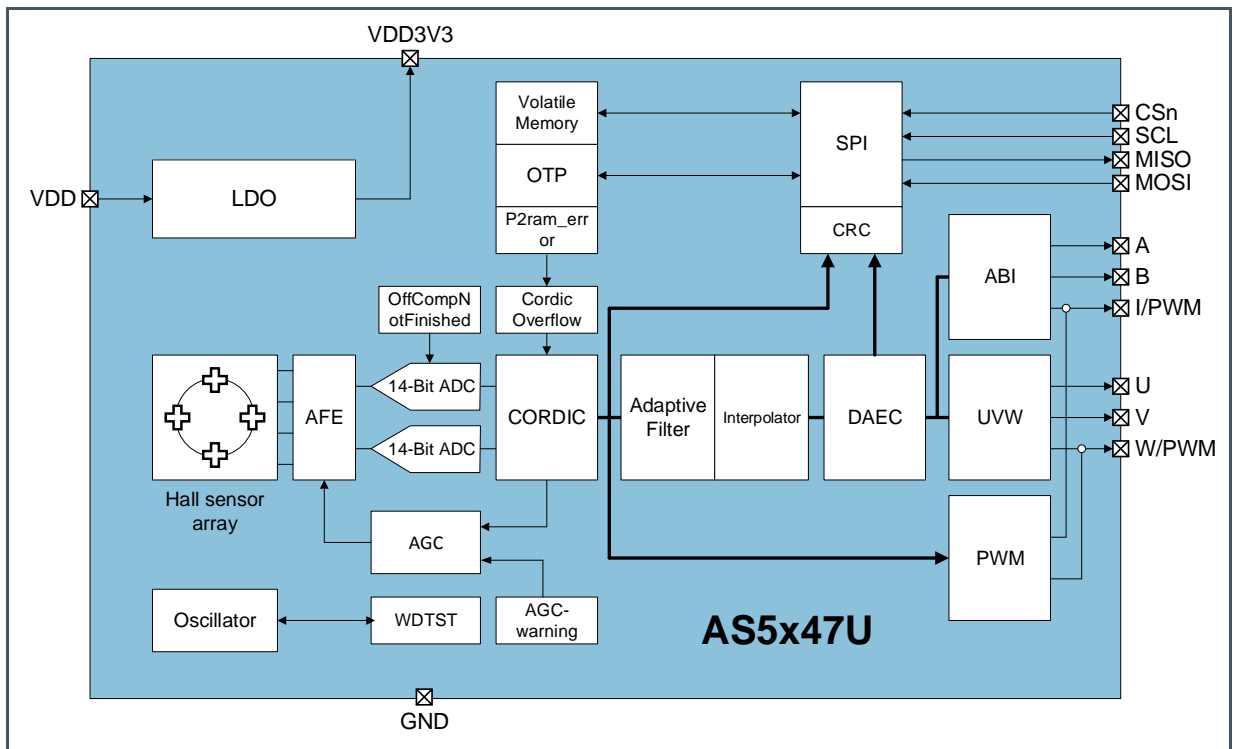 VDD3V3
Volatile
Memory
OTP
P2ram_err
or
SPI
CRC
CSn
SCL
MISO
MOSI
VDD
LDO
ABI
A
B
I/PWM
OffCompN
otFinished
Cordic
Overflow
Hall sensor
array
AFE
14-Bit ADC
14-Bit ADC
CORDIC
Adaptive
Filter
Interpolator
DAEC
UVW
U
V
W/PWM
AGC
PWM
Oscillator
WDTST
AGC-
warning
AS5x47U
GND